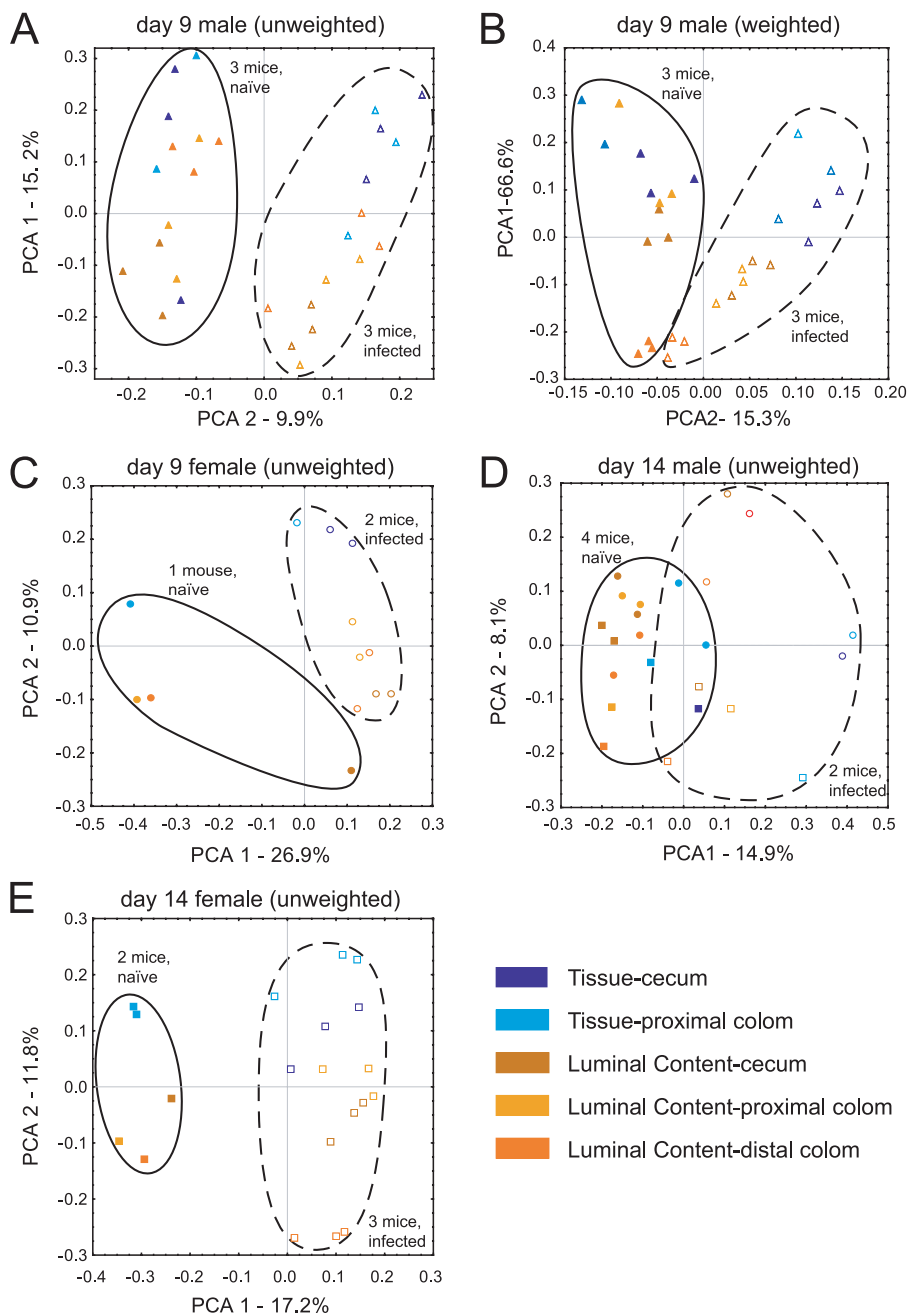 A
day 9 male (unweighted)
0.3
0.2
0.1
0.0
-0.1
-0.2
-0.3
PCA 1 - 15. 2%
3 mice,
naïve
3 mice,
infected
-0.2
-0.1
0.0
0.1
0.2
PCA 2 - 9.9%
B
day 9 male (weighted)
0.4
0.3
0.2
0.1
0.0
-0.1
-0.2
-0.3
PCA1-66.6%
3 mice,
naïve
3 mice,
infected
-0.15
-0.10
-0.05
0.00
0.05
0.10
0.15
0.20
PCA2- 15.3%
C
day 9 female (unweighted)
0.3
0.2
0.1
0.0
-0.1
-0.2
-0.3
PCA 2 - 10.9%
2 mice,
infected
1 mouse,
naïve
-0.5
-0.4
-0.3
-0.2
-0.1
0.0
0.1
0.2
0.3
PCA 1 - 26.9%
D
day 14 male (unweighted)
0.3
0.2
0.1
0.0
-0.1
-0.2
-0.3
PCA 2 - 8.1%
4 mice,
naïve
2 mice,
infected
-0.3
-0.2
-0.1
0.0
0.1
0.2
0.3
0.4
0.5
PCA1 - 14.9%
E
day 14 female (unweighted)
0.3
0.2
0.1
0.0
-0.1
-0.2
-0.3
PCA 2 - 11.8%
2 mice,
naïve
3 mice,
infected
-0.4
-0.3
-0.2
-0.1
0.0
0.1
0.2
0.3
PCA 1 - 17.2%
Tissue-cecum
Tissue-proximal colom
Luminal Content-cecum
Luminal Content-proximal colom
Luminal Content-distal colom